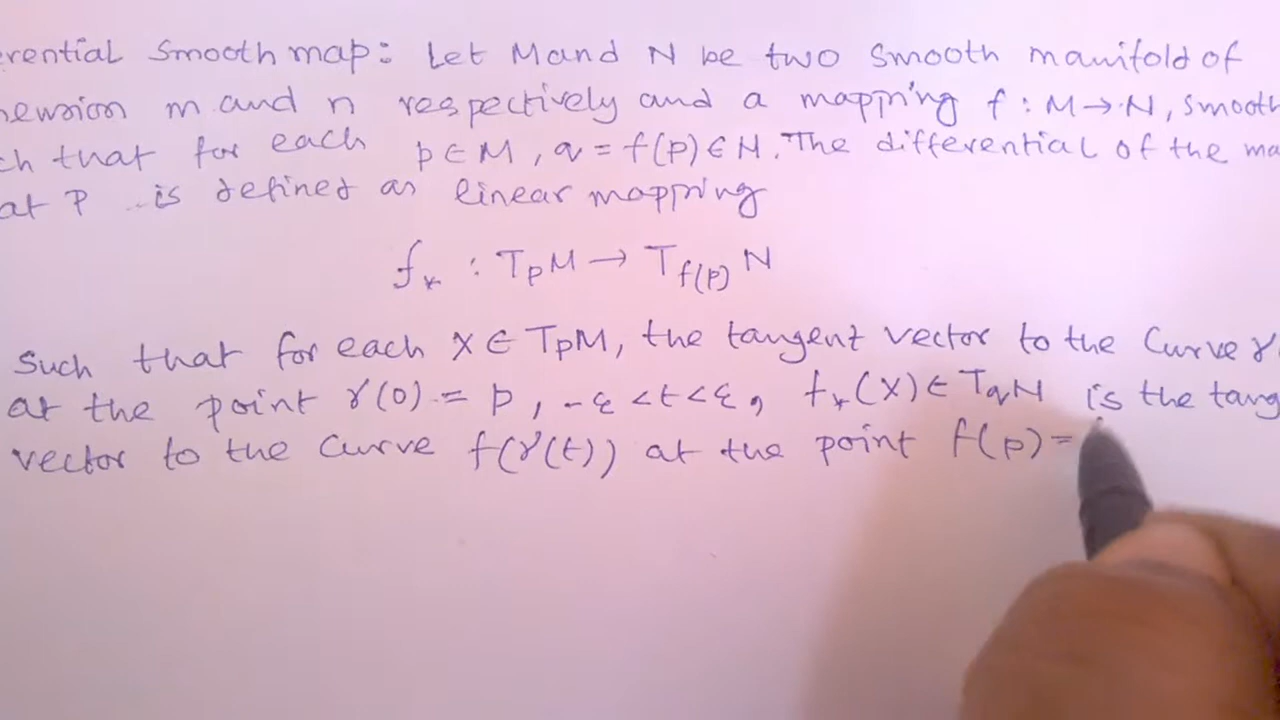 erential Smooth map: Let M and N be two smooth manifold of
mension m and n respectively and a mapping f : M → N, smooth
ch that for each p ∈ M, q = f(p) ∈ N. The differential of the ma
at P is defined as linear mapping
f* : TpM → Tf(p) N
Such that for each X ∈ TpM, the tangent vector to the Curve γ
at the point γ(0) = p, -ε < t < ε, f*(X) ∈ TqN is the tang
vector to the curve f(γ(t)) at the point f(p) =